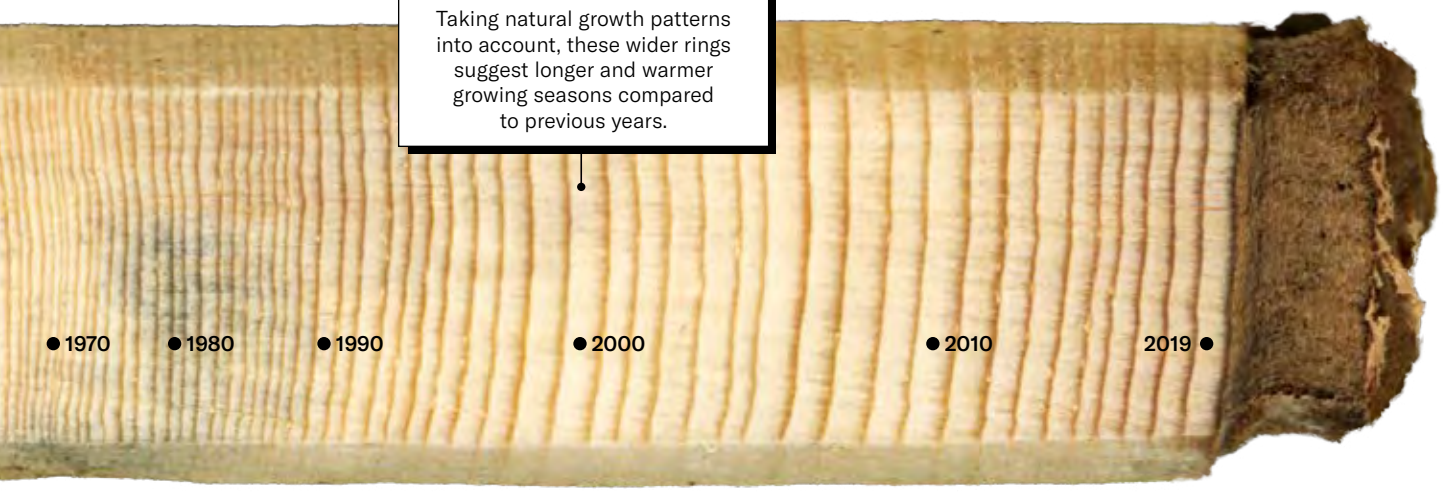 Taking natural growth patterns
into account, these wider rings
suggest longer and warmer
growing seasons compared
to previous years.
1970
1980
1990
2000
2010
2019